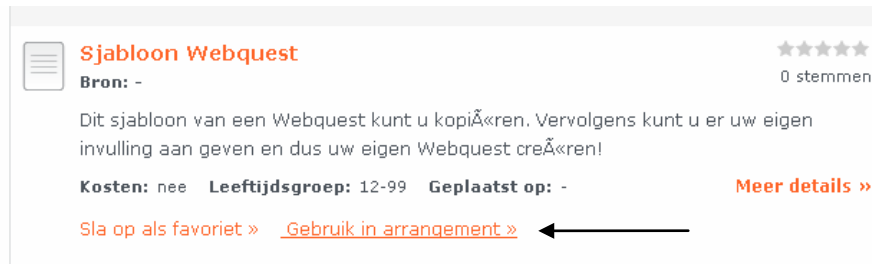 Sjabloon Webquest
Bron: -
0 stemmen
Dit sjabloon van een Webquest kunt u kopiÃ«ren. Vervolgens kunt u er uw eigen
invulling aan geven en dus uw eigen Webquest creÃ«ren!
Kosten: nee Leeftijdsgroep: 12-99 Geplaatst op: - Meer details »
Sla op als favoriet » Gebruik in arrangement »